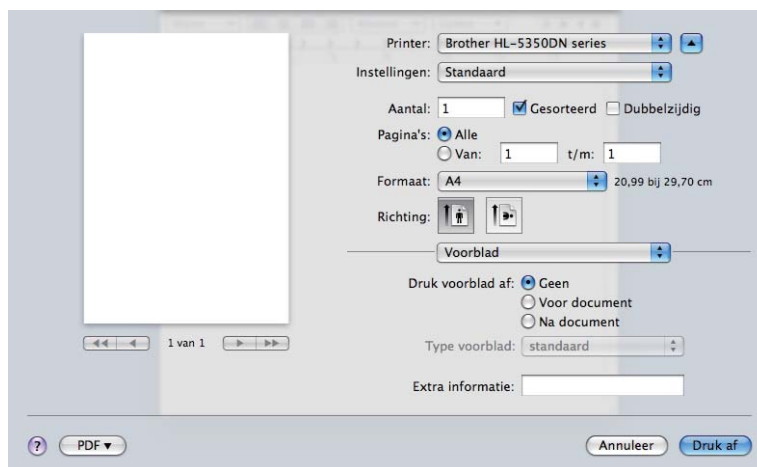 Printer: Brother HL-5350DN series
Instellingen: Standaard
Aantal: 1 Gesorteerd Dubbelzijdig
Pagina's: Alle
Van: 1 t/m: 1
Formaat: A4 20,99 bij 29,70 cm
Richting:
Voorblad
Druk voorblad af: Geen
Voor document
Na document
1 van 1
Type voorblad: standaard
Extra informatie:
? PDF Annuleer Druk af